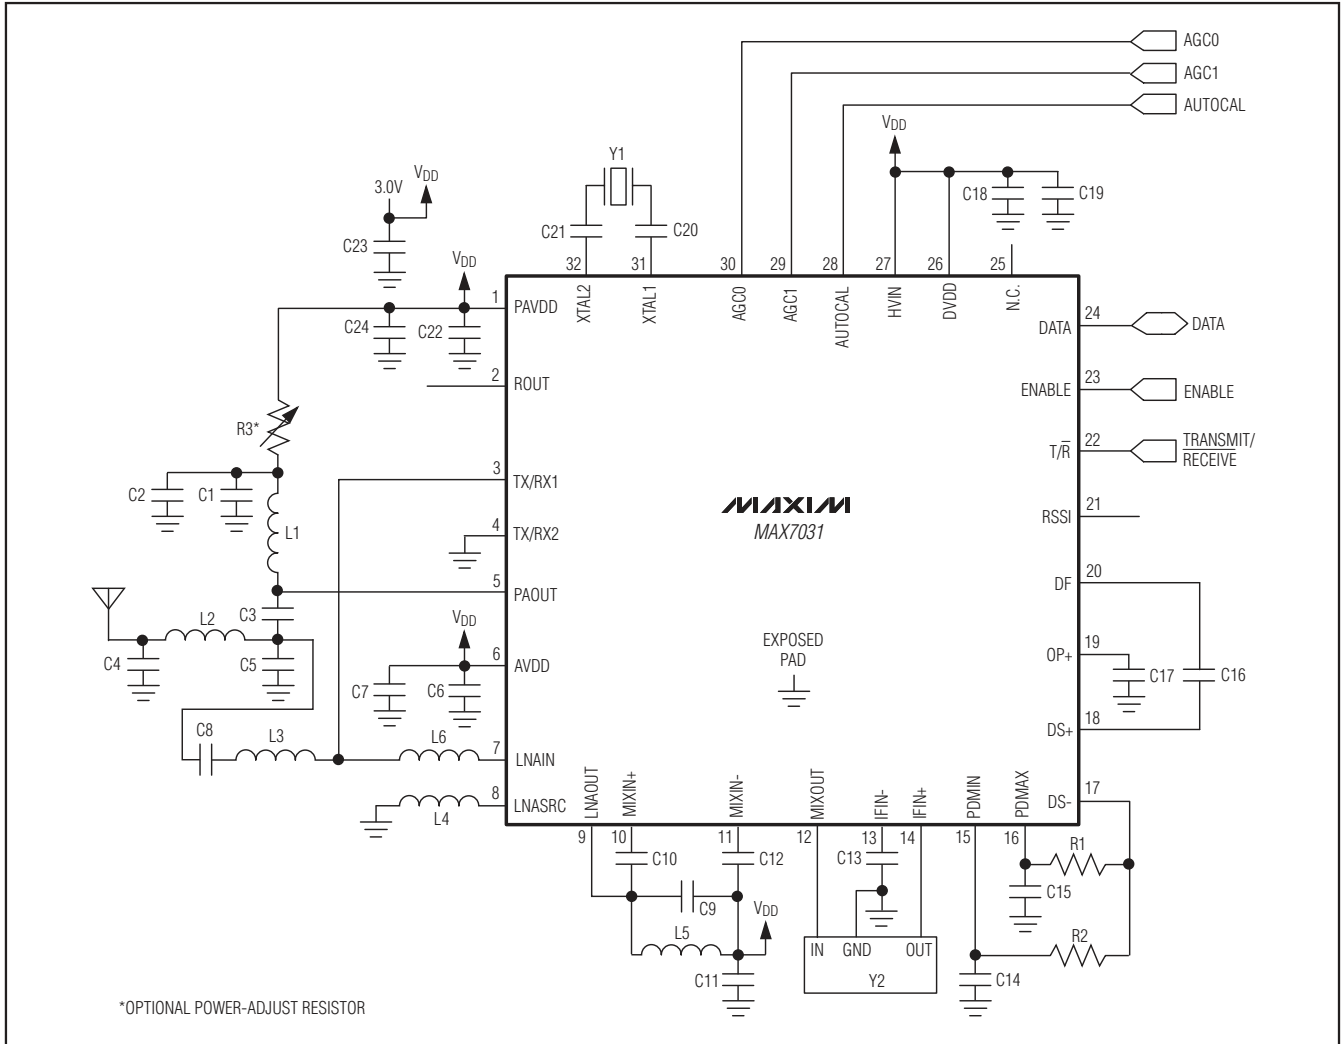 AGC0
AGC1
AUTOCAL
VDD
Y1
3.0V
VDD
C18
C19
C21
C20
C23
VDD
32
31
30
29
28
27
26
25
1
PAVDD
XTAL2
XTAL1
AGC0
AGC1
AUTOCAL
HVIN
DVDD
N.C.
C24
C22
DATA
24
DATA
2
ROUT
ENABLE
23
ENABLE
R3*
T/R̅
22
TRANSMIT/
RECEIVE
3
TX/RX1
C2
C1
MAXIM
MAX7031
RSSI
21
4
TX/RX2
L1
5
PAOUT
DF
20
C3
L2
VDD
EXPOSED
PAD
OP+
19
C4
C5
6
AVDD
C17
C16
C7
C6
DS+
18
C8
L3
L6
7
LNAIN
8
LNASRC
L4
LNAOUT
MIXIN+
MIXIN-
MIXOUT
IFIN-
IFIN+
PDMIN
PDMAX
DS-
17
9
10
11
12
13
14
15
16
C10
C12
C13
R1
C15
C9
VDD
L5
R2
IN
GND
OUT
C11
Y2
C14
*OPTIONAL POWER-ADJUST RESISTOR